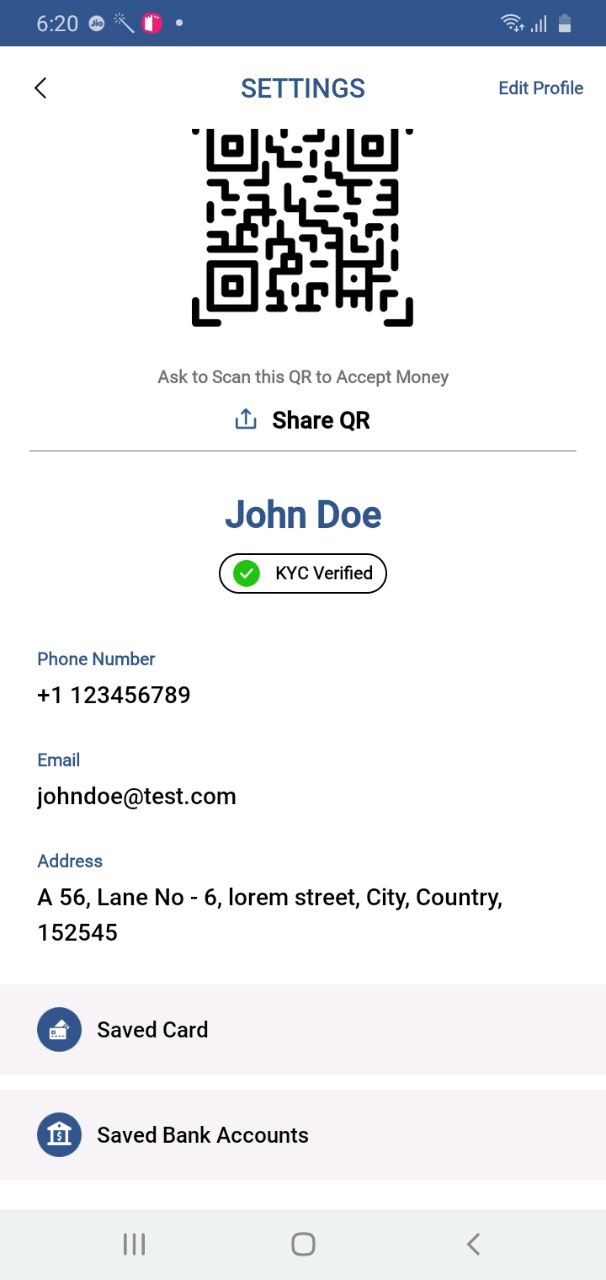 6:20 Jio
SETTINGS
Edit Profile
Ask to Scan this QR to Accept Money
Share QR
John Doe
KYC Verified
Phone Number
+1 123456789
Email
johndoe@test.com
Address
A 56, Lane No - 6, lorem street, City, Country,
152545
Saved Card
$
Saved Bank Accounts